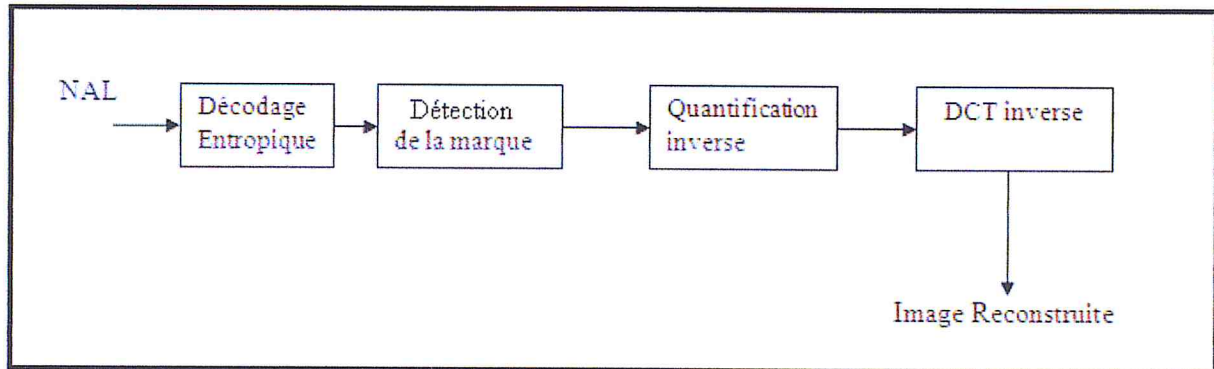 NAL
Décodage
Entropique
Détection
de la marque
Quantification
inverse
DCT inverse
Image Reconstruite